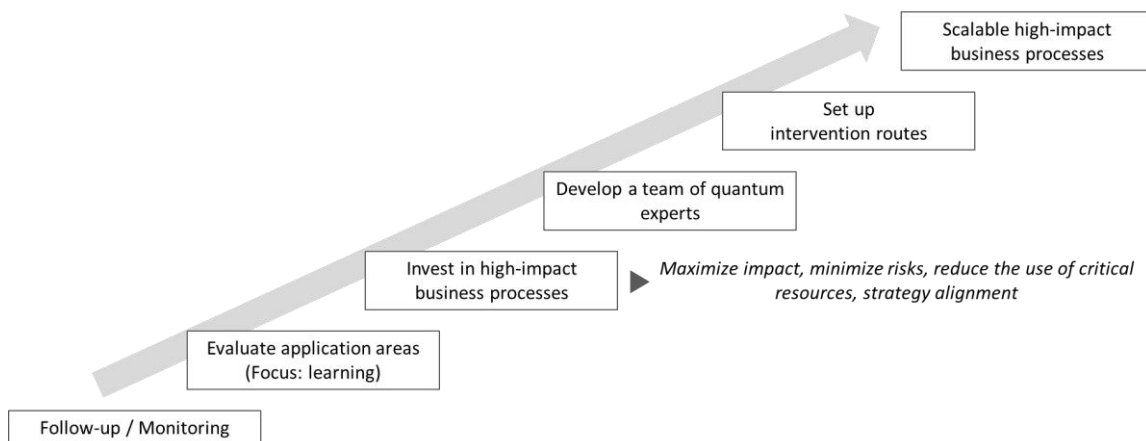 Scalable high-impact
business processes
Set up
intervention routes
Develop a team of quantum
experts
Invest in high-impact
business processes
Maximize impact, minimize risks, reduce the use of critical
resources, strategy alignment
Evaluate application areas
(Focus: learning)
Follow-up / Monitoring